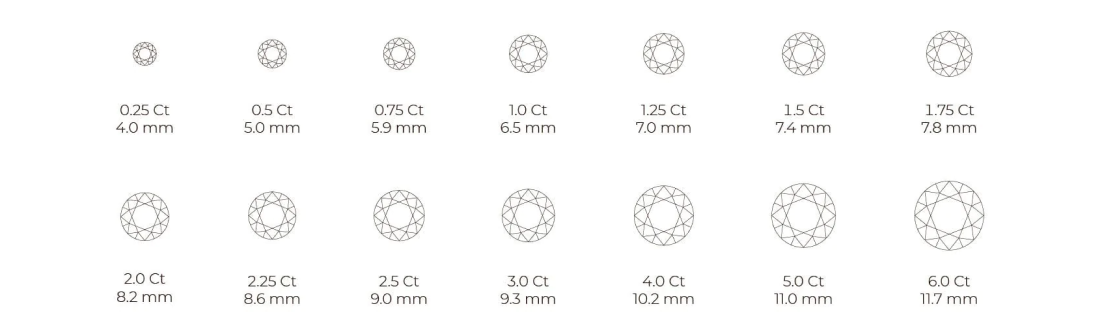 0.25 Ct
4.0 mm
0.5 Ct
5.0 mm
0.75 Ct
5.9 mm
1.0 Ct
6.5 mm
1.25 Ct
7.0 mm
1.5 Ct
7.4 mm
1.75 Ct
7.8 mm
2.0 Ct
8.2 mm
2.25 Ct
8.6 mm
2.5 Ct
9.0 mm
3.0 Ct
9.3 mm
4.0 Ct
10.2 mm
5.0 Ct
11.0 mm
6.0 Ct
11.7 mm